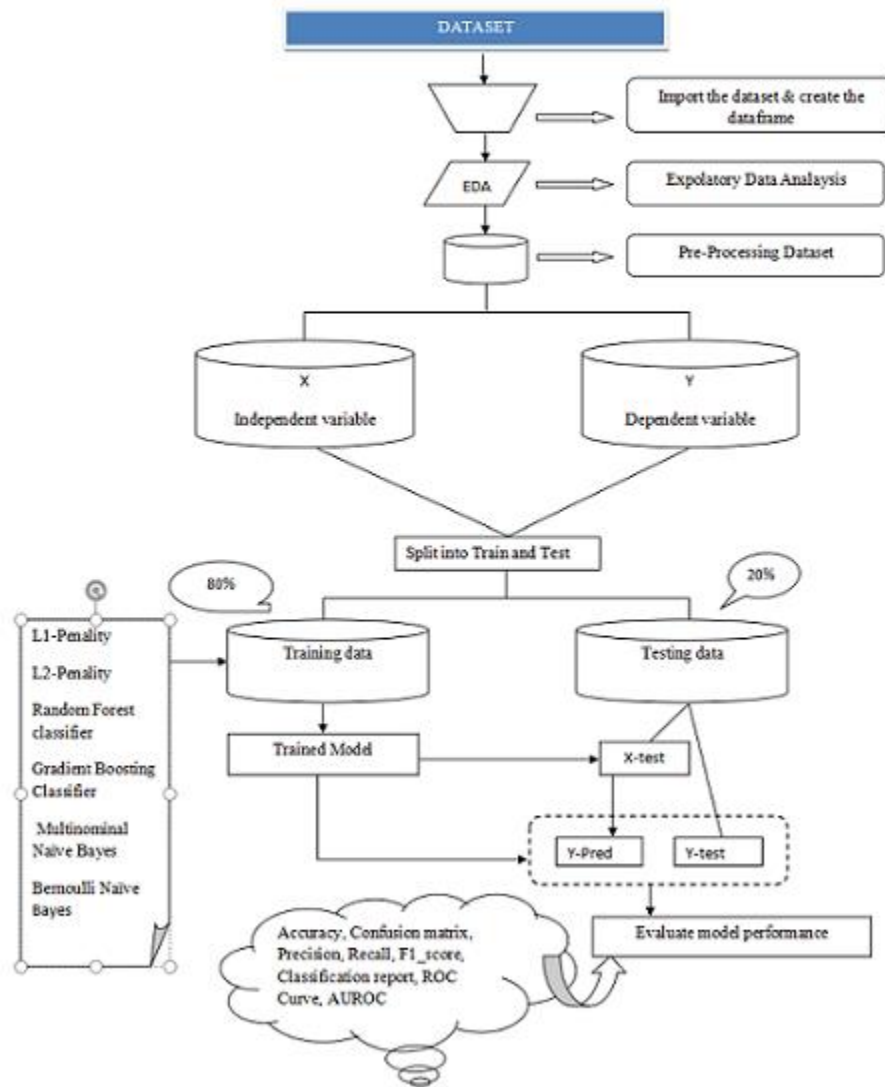 DATASET
Import the dataset & create the
dataframe
EDA
Expolatory Data Analaysis
Pre-Processing Dataset
X
Independent variable
Y
Dependent variable
Split into Train and Test
80%
20%
L1-Penality
L2-Penality
Random Forest
classifier
Gradient Boosting
Classifier
Multinominal
Naïve Bayes
Bernoulli Naïve
Bayes
Training data
Testing data
Trained Model
X-test
Y-Pred
Y-test
Accuracy, Confusion matrix,
Precision, Recall, F1_score,
Classification report, ROC
Curve, AUROC
Evaluate model performance